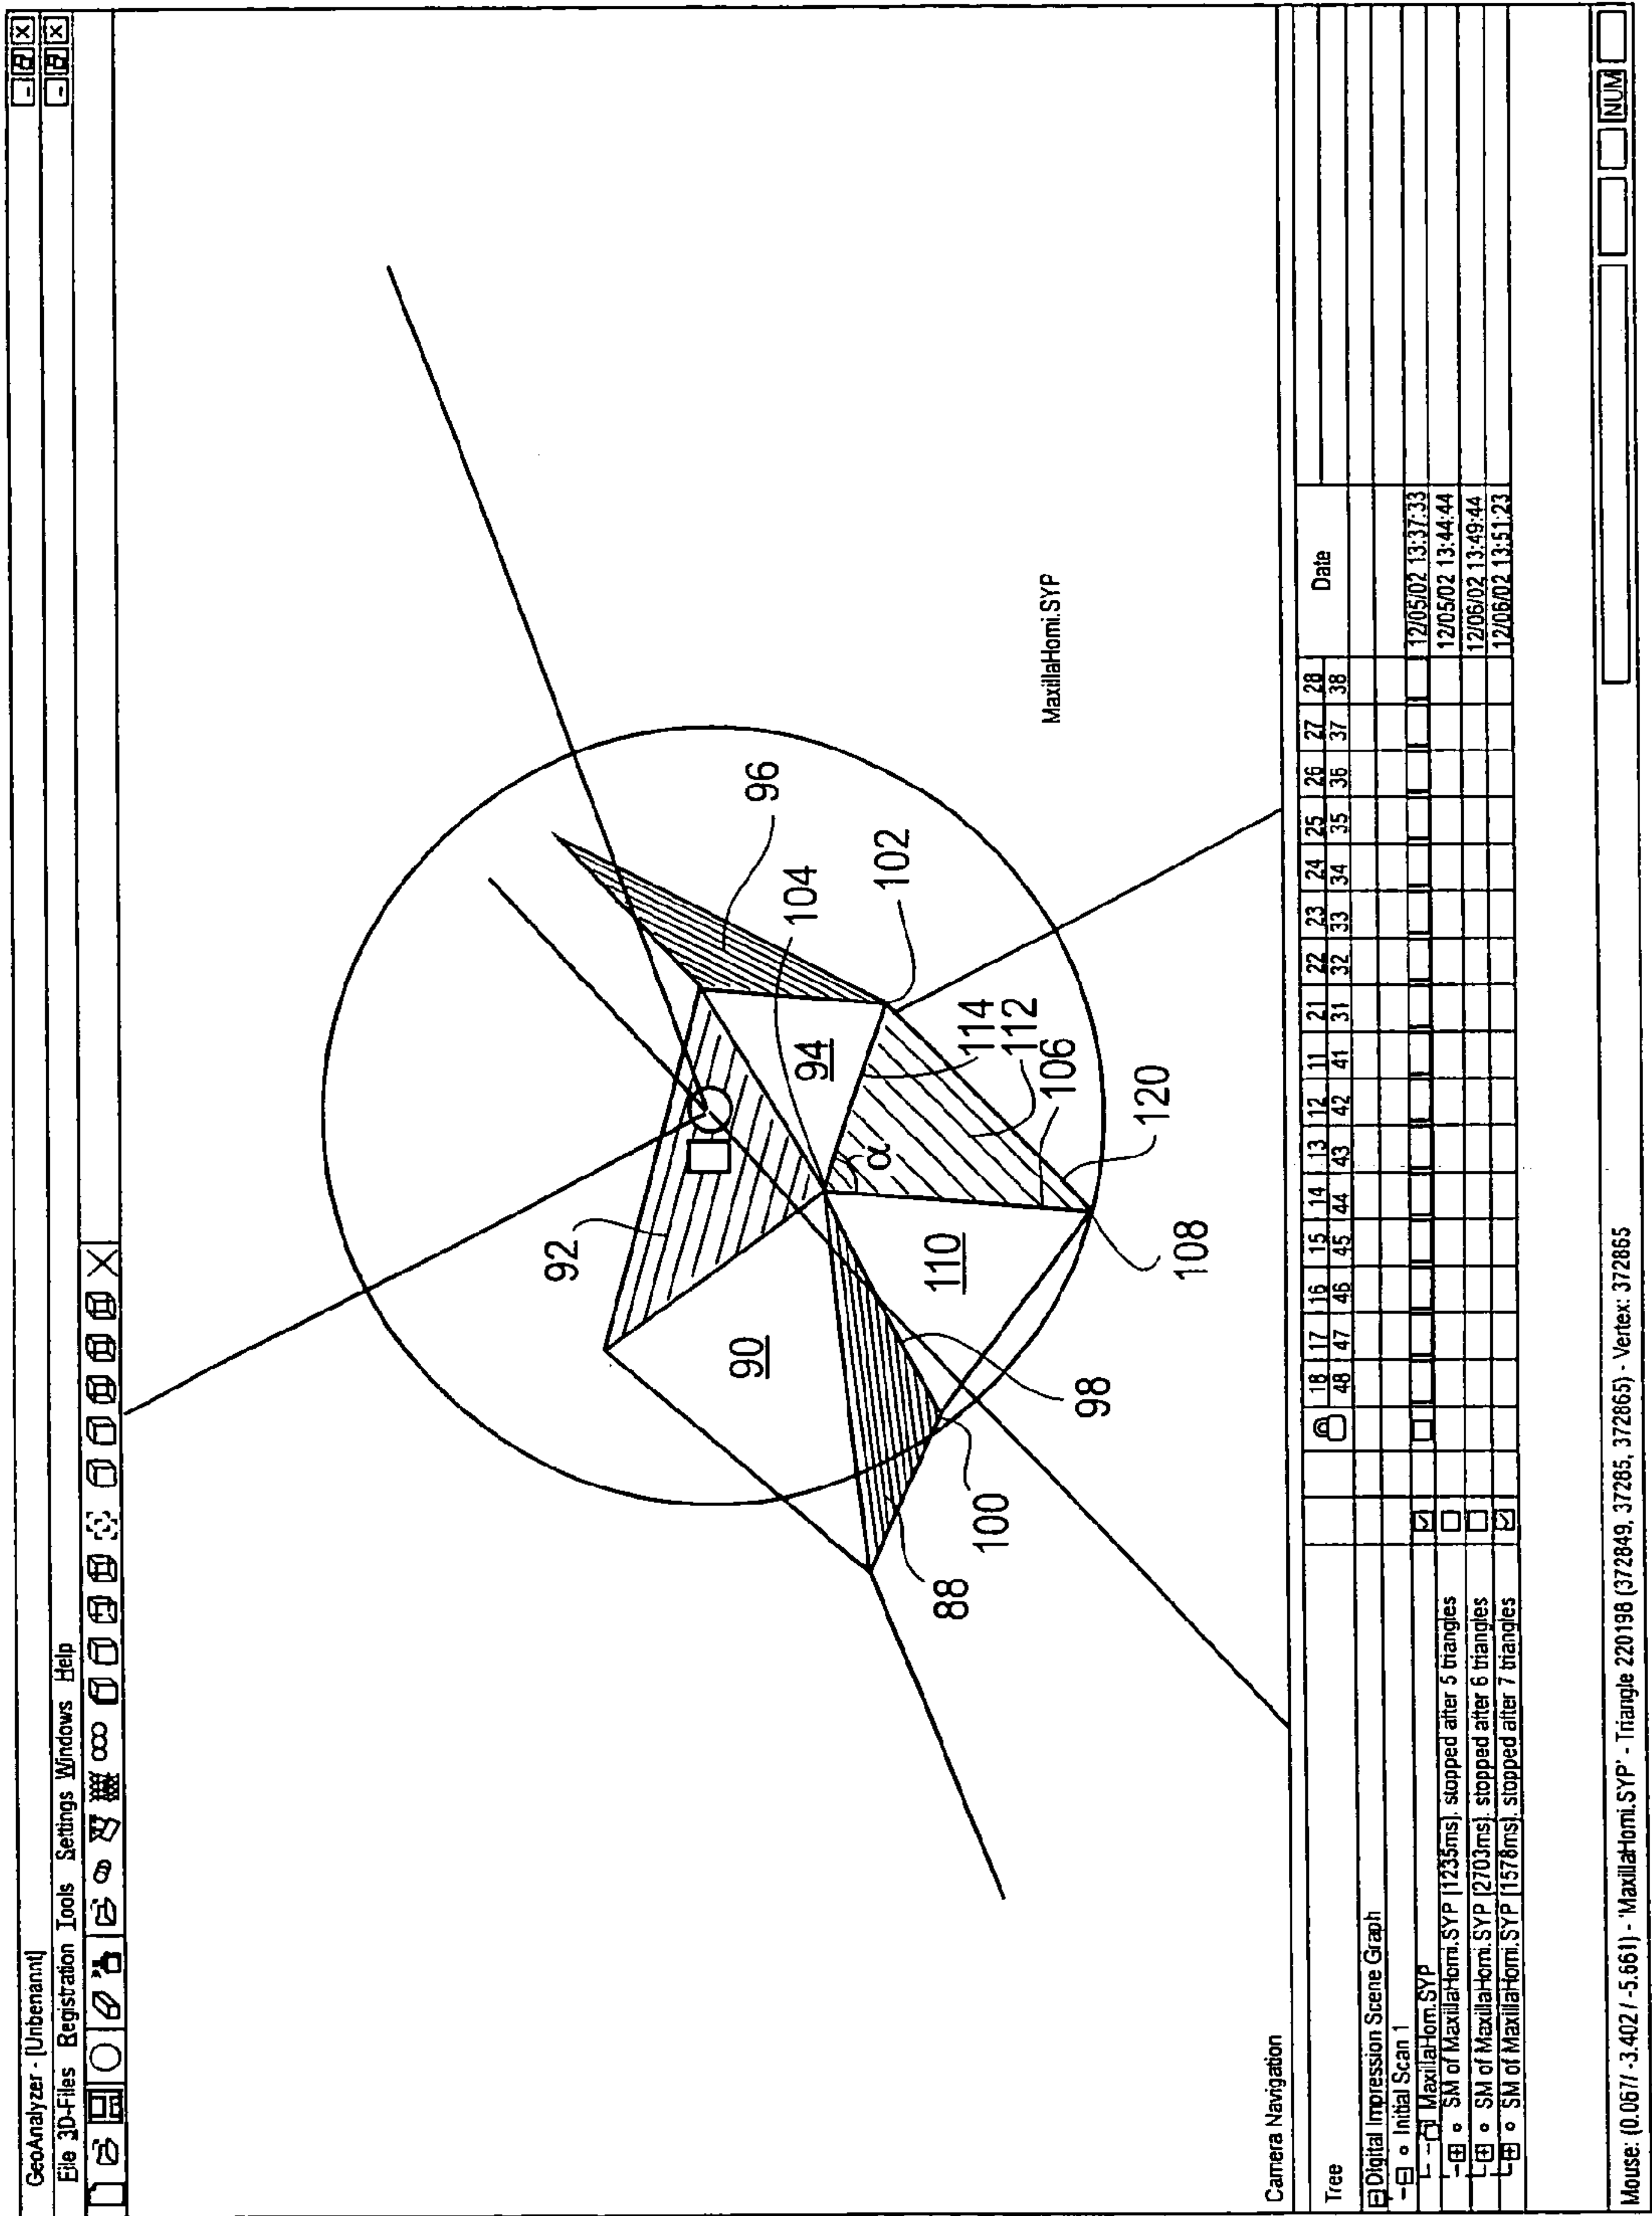 GeoAnalyzer - [Unbenannt]
File 3D-Files Registration Tools Settings Windows Help
96
92
104
102
94
114
112
106
α
90
110
120
108
98
100
88
MaxillaHomi.SYP
Camera Navigation
Tree 18 17 16 15 14 13 12 11 21 22 23 24 25 26 27 28 Date
48 47 46 45 44 43 42 41 31 32 33 34 35 36 37 38
Digital Impression Scene Graph
Initial Scan 1
MaxillaHom.SYP 12/05/02 13:37:33
SM of MaxillaHomi.SYP [1235ms]. stopped after 5 triangles 12/05/02 13:44:44
SM of MaxillaHomi.SYP [2703ms]. stopped after 6 triangles 12/06/02 13:49:44
SM of MaxillaHomi.SYP [1578ms]. stopped after 7 triangles 12/06/02 13:51:23
Mouse: (0.067/ -3.402 / -5.661) - 'MaxillaHomi.SYP' - Triangle 220198 (372849, 37285, 372865) - Vertex: 372865
NUM